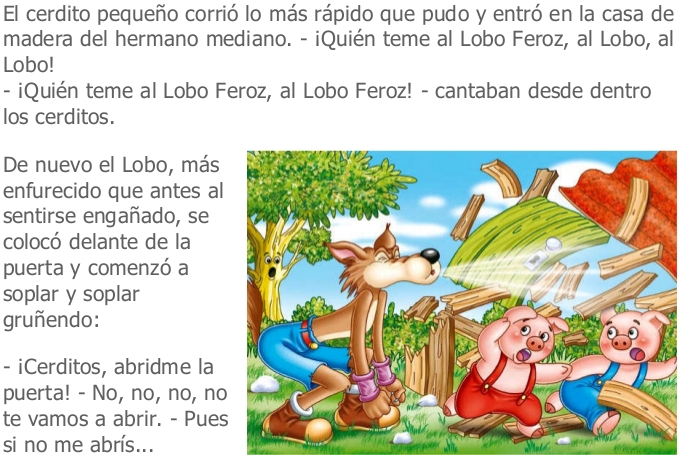 El cerdito pequeño corrió lo más rápido que pudo y entró en la casa de
madera del hermano mediano. - ¡Quién teme al Lobo Feroz, al Lobo, al
Lobo!
- ¡Quién teme al Lobo Feroz, al Lobo Feroz! - cantaban desde dentro
los cerditos.
De nuevo el Lobo, más
enfurecido que antes al
sentirse engañado, se
colocó delante de la
puerta y comenzó a
soplar y soplar
gruñendo:
- ¡Cerditos, abridme la
puerta! - No, no, no, no
te vamos a abrir. - Pues
si no me abrís...